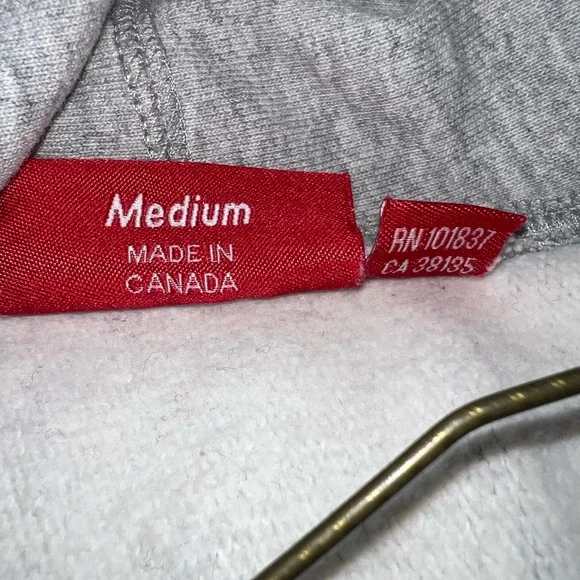 Medium
MADE IN
CANADA
RN 101837
CA 38135